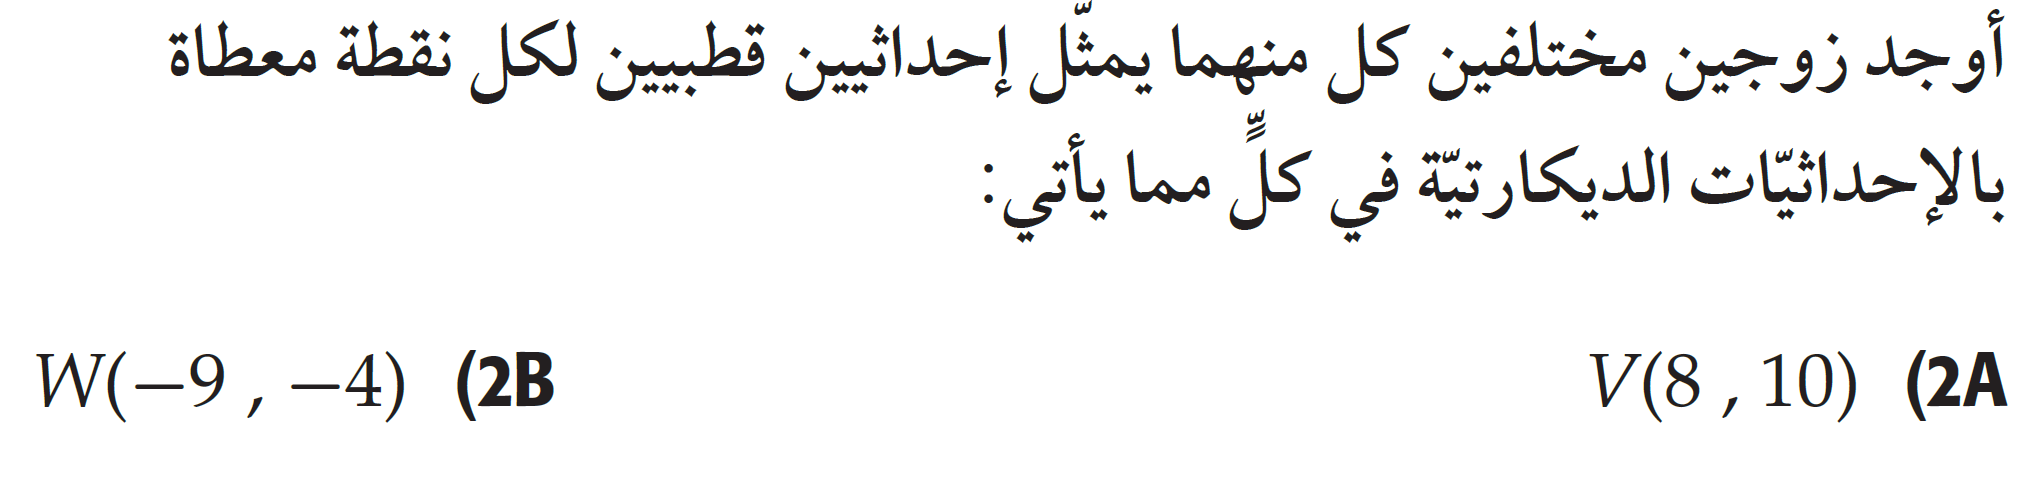 أوجد زوجين مختلفين كل منهما يمثّل إحداثيين قطبيين لكل نقطة معطاة
بالإحداثيّات الديكارتيّة في كلٍّ مما يأتي:
(2A V(8 , 10) (2B W(−9 , −4)